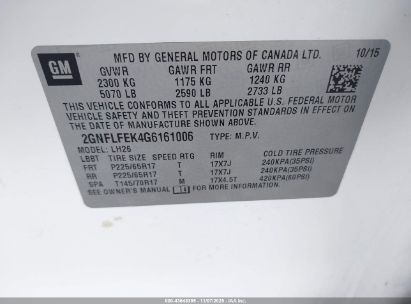 GM
MFD BY GENERAL MOTORS OF CANADA LTD. 10/15
GVWR GAWR FRT GAWR RR
2300 KG 1175 KG 1240 KG
5070 LB 2590 LB 2733 LB
THIS VEHICLE CONFORMS TO ALL APPLICABLE U.S. FEDERAL
MOTOR VEHICLE SAFETY AND THEFT PREVENTION STANDARDS IN
EFFECT ON THE DATE OF MANUFACTURE SHOWN ABOVE.
2GNFLFEK4G6161006 TYPE: M.P.V.
MODEL: LH26
LBBT TIRE SIZE SPEED RTG RIM COLD TIRE PRESSURE
FRT P225/65R17 T 17X7J 240KPA(35PSI)
RR P225/65R17 T 17X7J 240KPA(35PSI)
SPA T145/70R17 M 17X4.5T 420KPA(60PSI)
SEE OWNER'S MANUAL FOR ADDITIONAL INFORMATION.